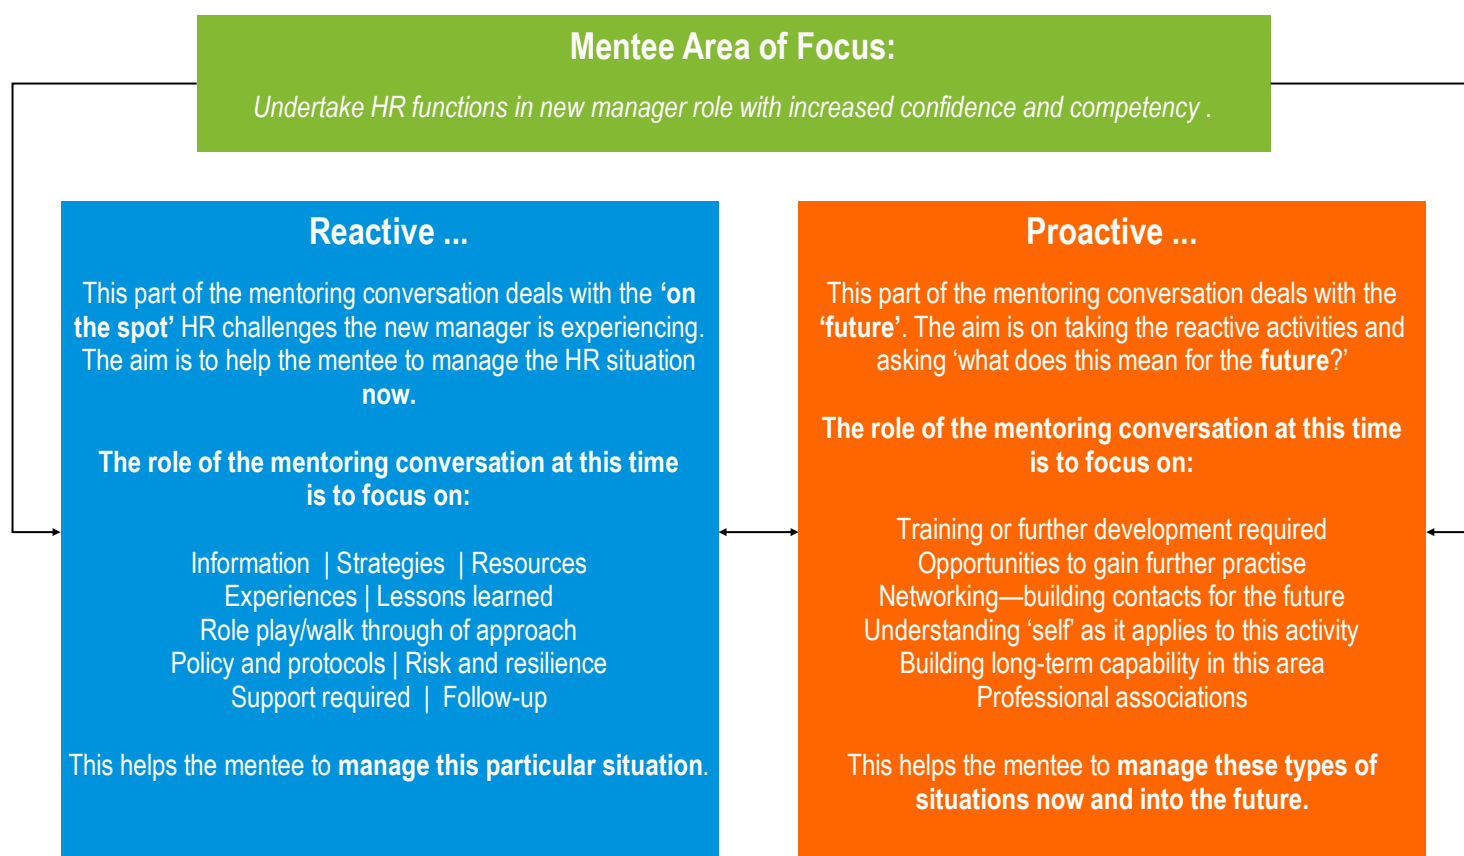 Mentee Area of Focus:
Undertake HR functions in new manager role with increased confidence and competency .
Reactive ...
This part of the mentoring conversation deals with the ‘on
the spot’ HR challenges the new manager is experiencing.
The aim is to help the mentee to manage the HR situation
now.
The role of the mentoring conversation at this time
is to focus on:
Information | Strategies | Resources
Experiences | Lessons learned
Role play/walk through of approach
Policy and protocols | Risk and resilience
Support required | Follow-up
This helps the mentee to manage this particular situation.
Proactive ...
This part of the mentoring conversation deals with the
‘future’. The aim is on taking the reactive activities and
asking ‘what does this mean for the future?’
The role of the mentoring conversation at this time
is to focus on:
Training or further development required
Opportunities to gain further practise
Networking—building contacts for the future
Understanding ‘self’ as it applies to this activity
Building long-term capability in this area
Professional associations
This helps the mentee to manage these types of
situations now and into the future.